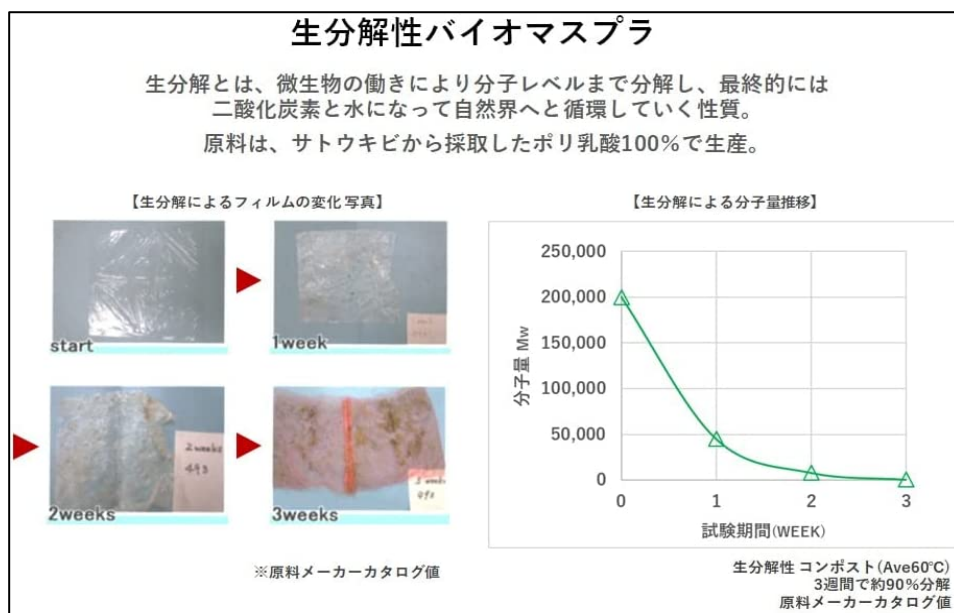 生分解性バイオマスプラ
生分解とは、微生物の働きにより分子レベルまで分解し、最終的には
二酸化炭素と水になって自然界へと循環していく性質。
原料は、サトウキビから採取したポリ乳酸100%で生産。
【生分解によるフィルムの変化 写真】
start
1week
2weeks
2weeks
493
3weeks
3 weeks
※原料メーカーカタログ値
【生分解による分子量推移】
250,000
200,000
150,000
100,000
50,000
0
分子量 Mw
0 1 2 3
試験期間(WEEK)
生分解性 コンポスト(Ave60℃)
3週間で約90%分解
原料メーカーカタログ値